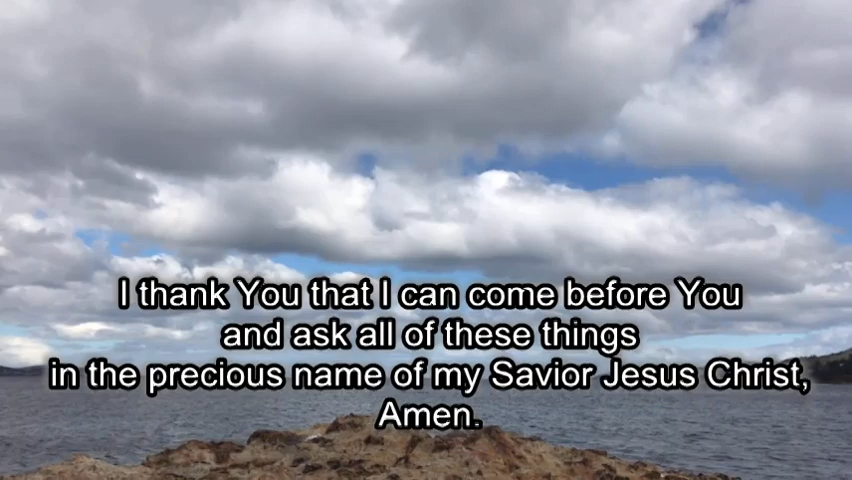 I thank You that I can come before You
and ask all of these things
in the precious name of my Savior Jesus Christ,
Amen.